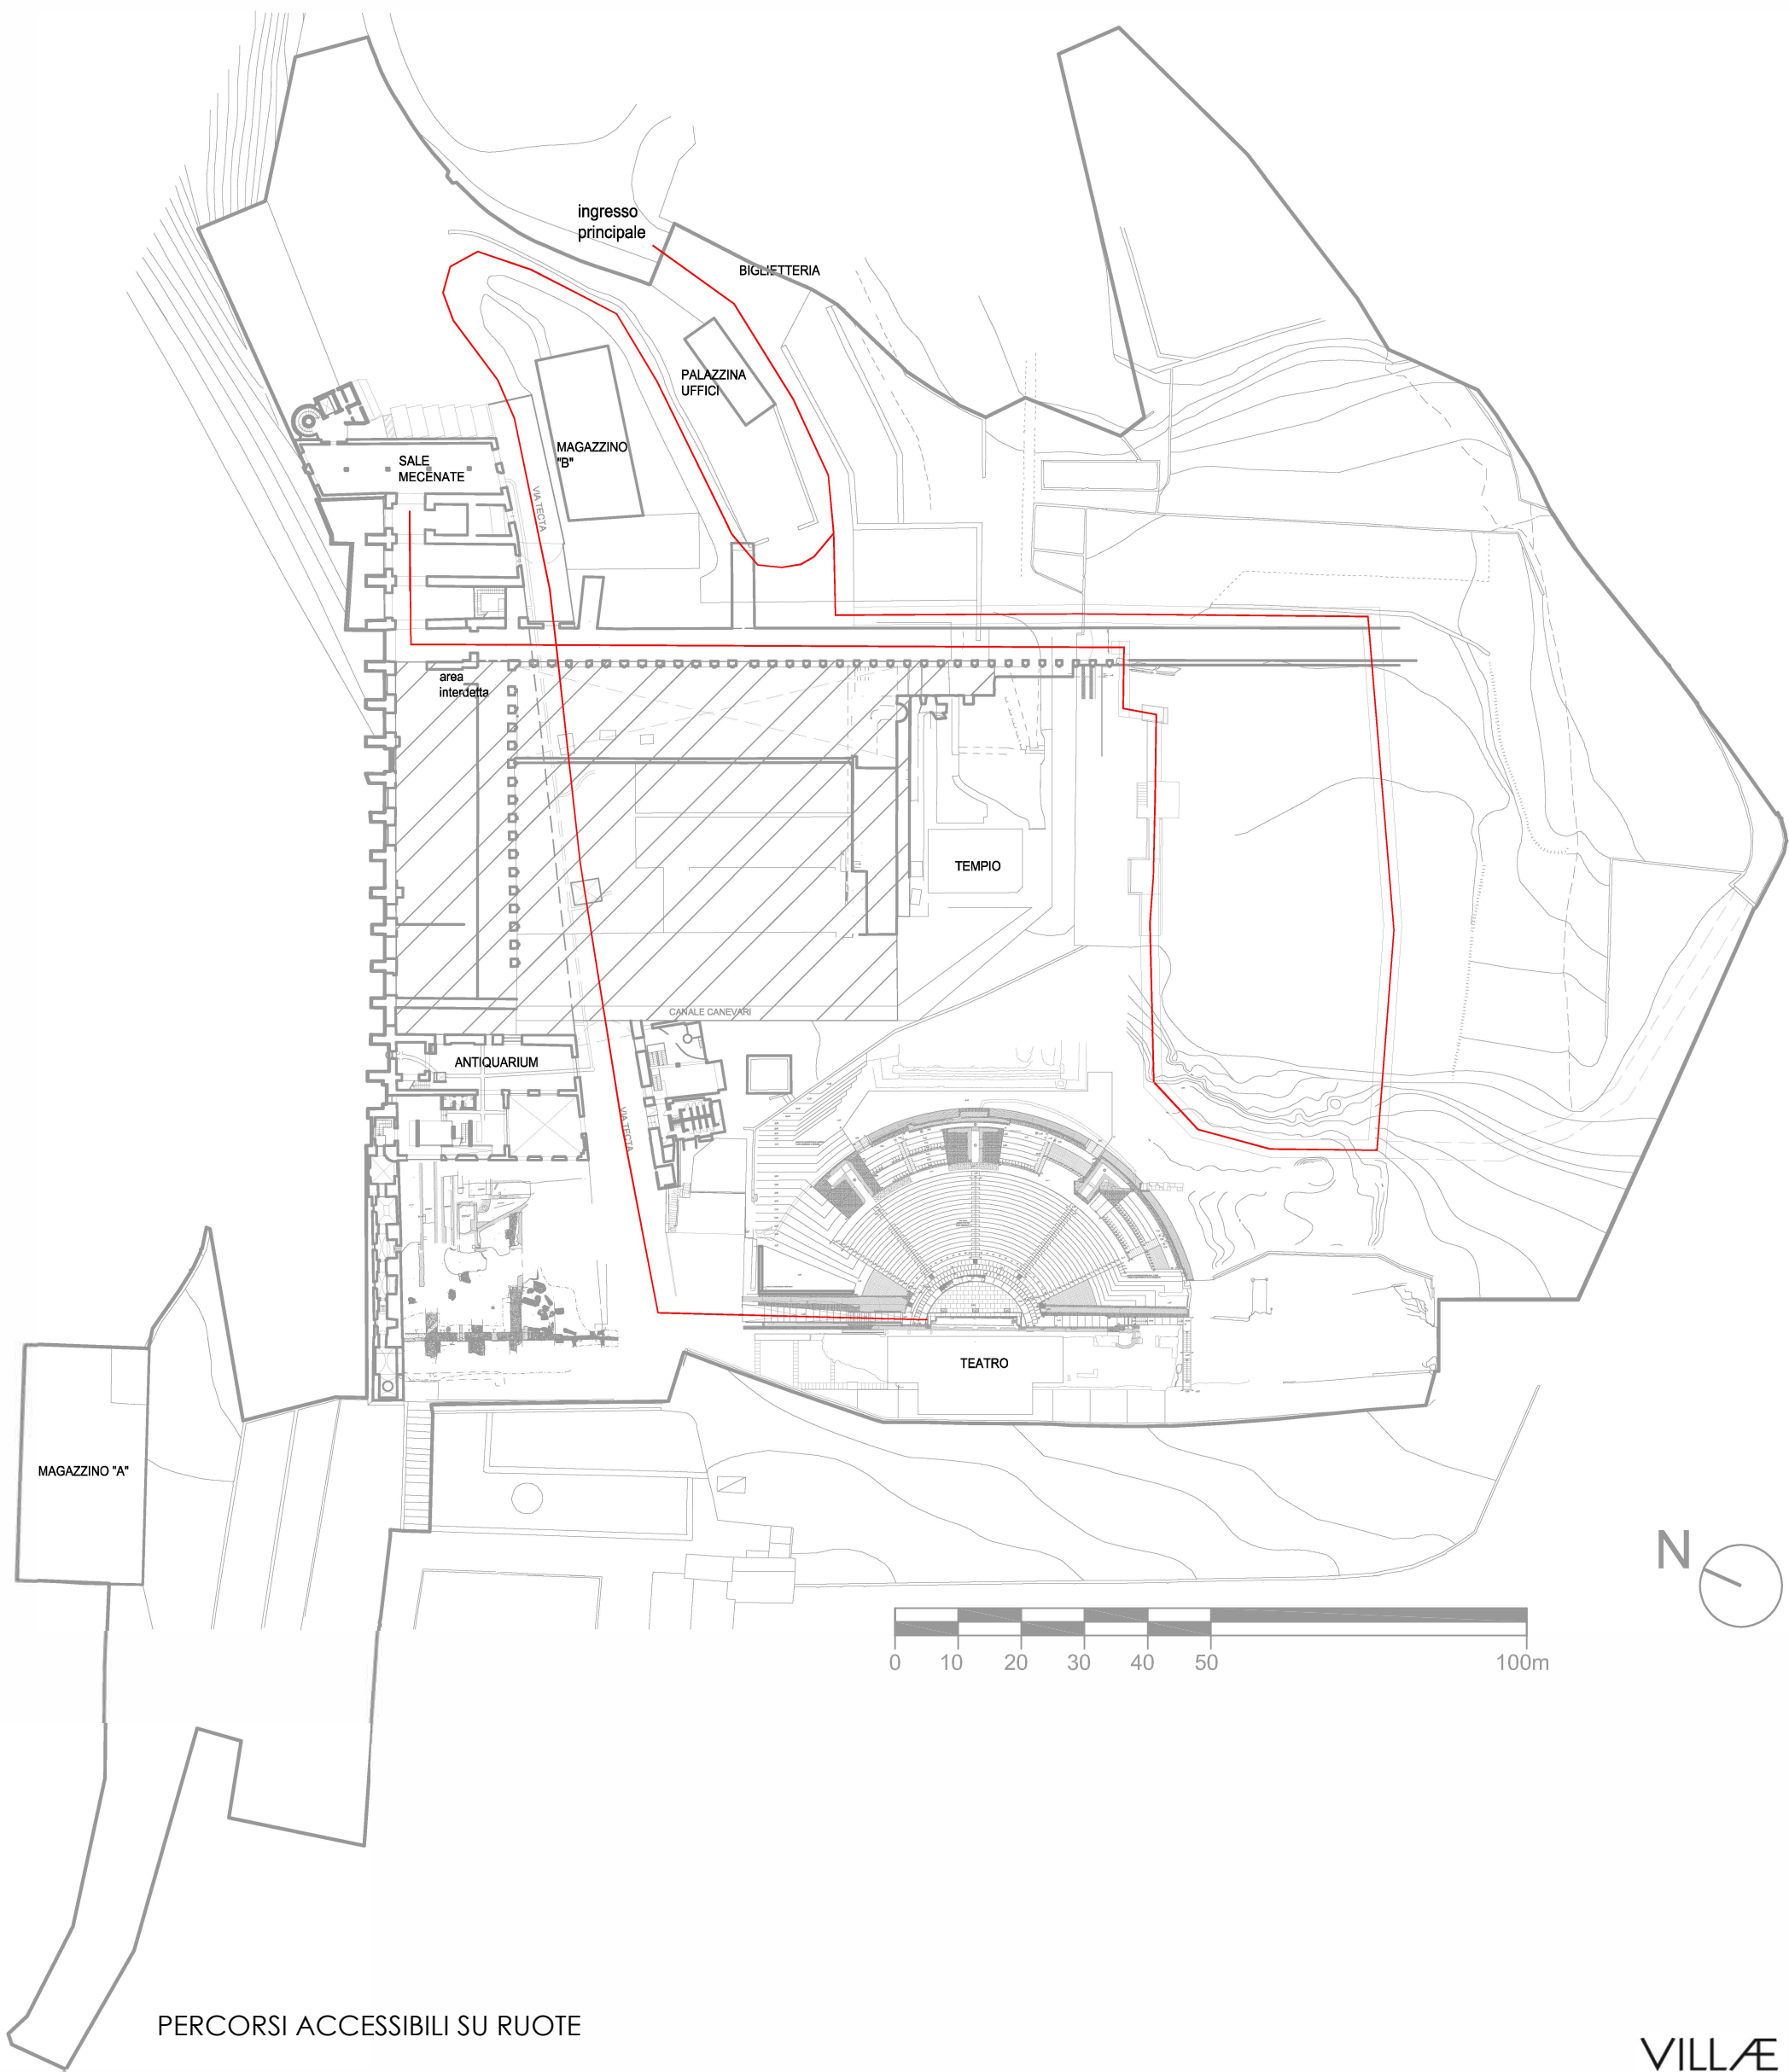 ingresso
principale
BIGLIETTERIA
PALAZZINA
UFFICI
MAGAZZINO
"B"
SALE
MECENATE
VIA TECTA
area
interdetta
TEMPIO
CANALE CANEVARI
ANTIQUARIUM
VIA TECTA
TEATRO
MAGAZZINO "A"
N
0 10 20 30 40 50 100m
PERCORSI ACCESSIBILI SU RUOTE
VILLÆ